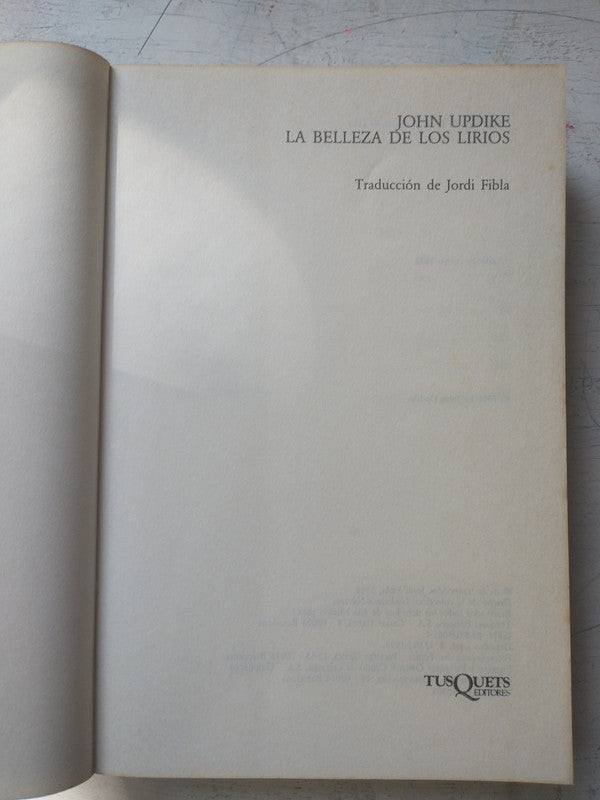 JOHN UPDIKE
LA BELLEZA DE LOS LIRIOS
Traducción de Jordi Fibla
TUSQUETS
EDITORES